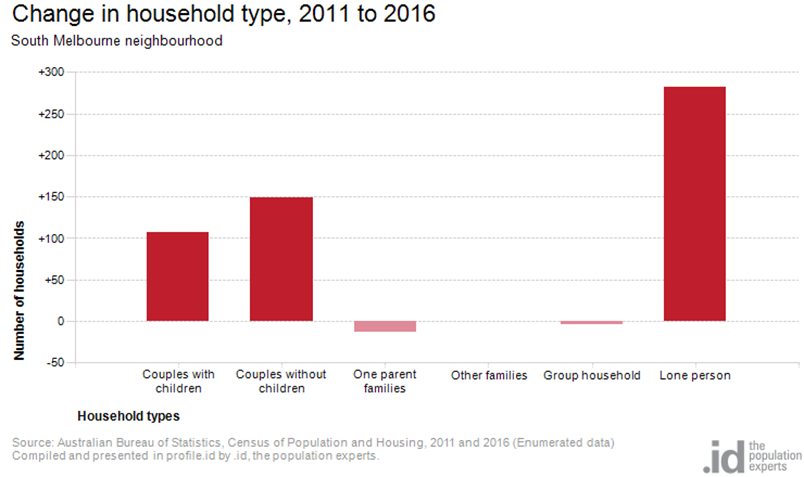 Change in household type, 2011 to 2016
South Melbourne neighbourhood
+300
+250
+200
+150
+100
+50
0
-50
Number of households
Couples with
children
Couples without
children
One parent
families
Other families
Group household
Lone person
Household types
Source: Australian Bureau of Statistics, Census of Population and Housing, 2011 and 2016 (Enumerated data)
Compiled and presented in profile.id by .id, the population experts.
.id the
population
experts